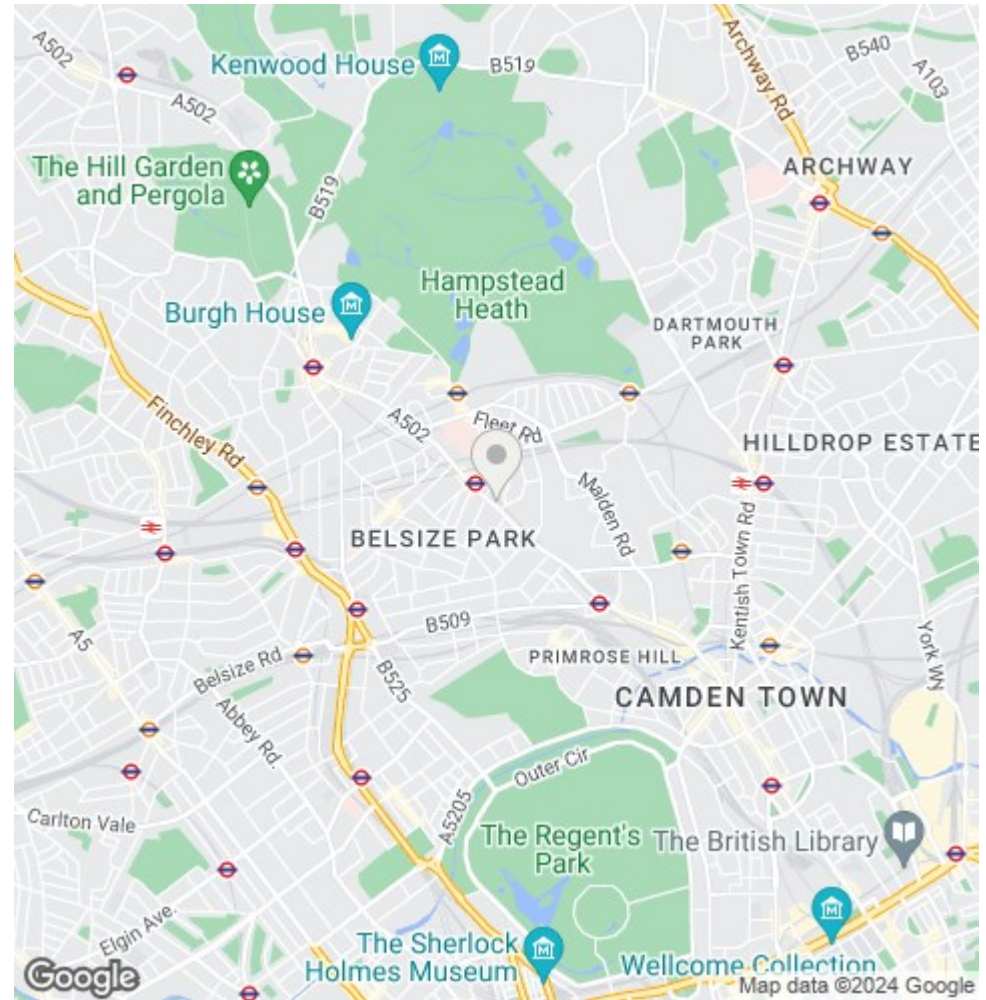 A502
Kenwood House
B519
B540
A103
A502
Archway Rd
The Hill Garden
and Pergola
B519
ARCHWAY
Hampstead
Heath
Burgh House
DARTMOUTH
PARK
Finchley Rd
A502
Fleet Rd
HILLDROP ESTATE
Malden Rd
BELSIZE PARK
Kentish Town Rd
A5
B509
York Wy
Belsize Rd
PRIMROSE HILL
B525
CAMDEN TOWN
Abbey Rd.
Outer Cir
A5205
Carlton Vale
The Regent's
Park
The British Library
Elgin Ave.
The Sherlock
Holmes Museum
Wellcome Collection
Google
Map data ©2024 Google